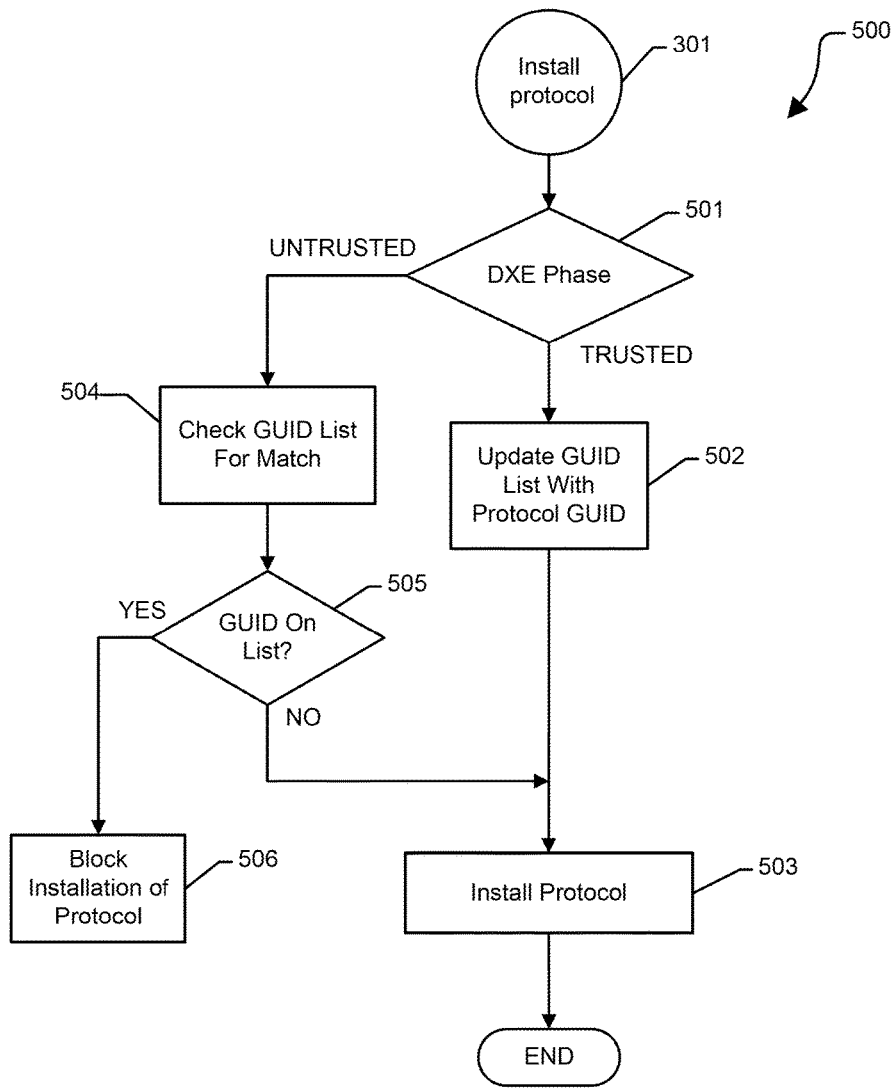 500
Install
protocol
301
501
UNTRUSTED
DXE Phase
TRUSTED
504
Check GUID List
For Match
Update GUID
List With
Protocol GUID
502
505
YES
GUID On
List?
NO
Block
Installation of
Protocol
506
Install Protocol
503
END